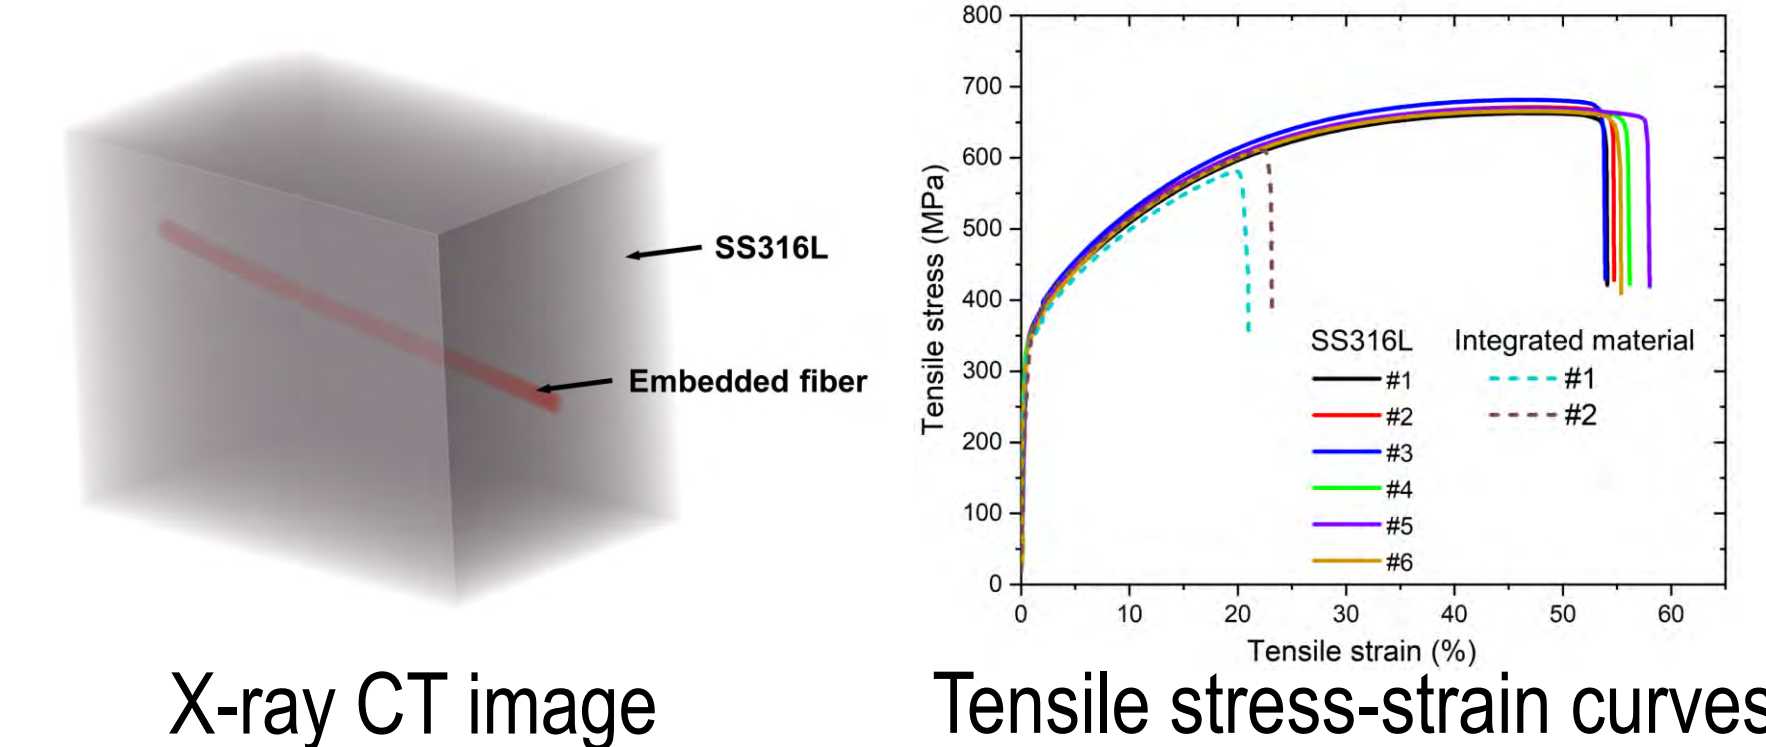 SS316L
Embedded fiber
X-ray CT image
800
700
600
500
400
300
200
100
0
Tensile stress (MPa)
SS316L Integrated material
#1 #1
#2 #2
#3
#4
#5
#6
0 10 20 30 40 50 60
Tensile strain (%)
Tensile stress-strain curves